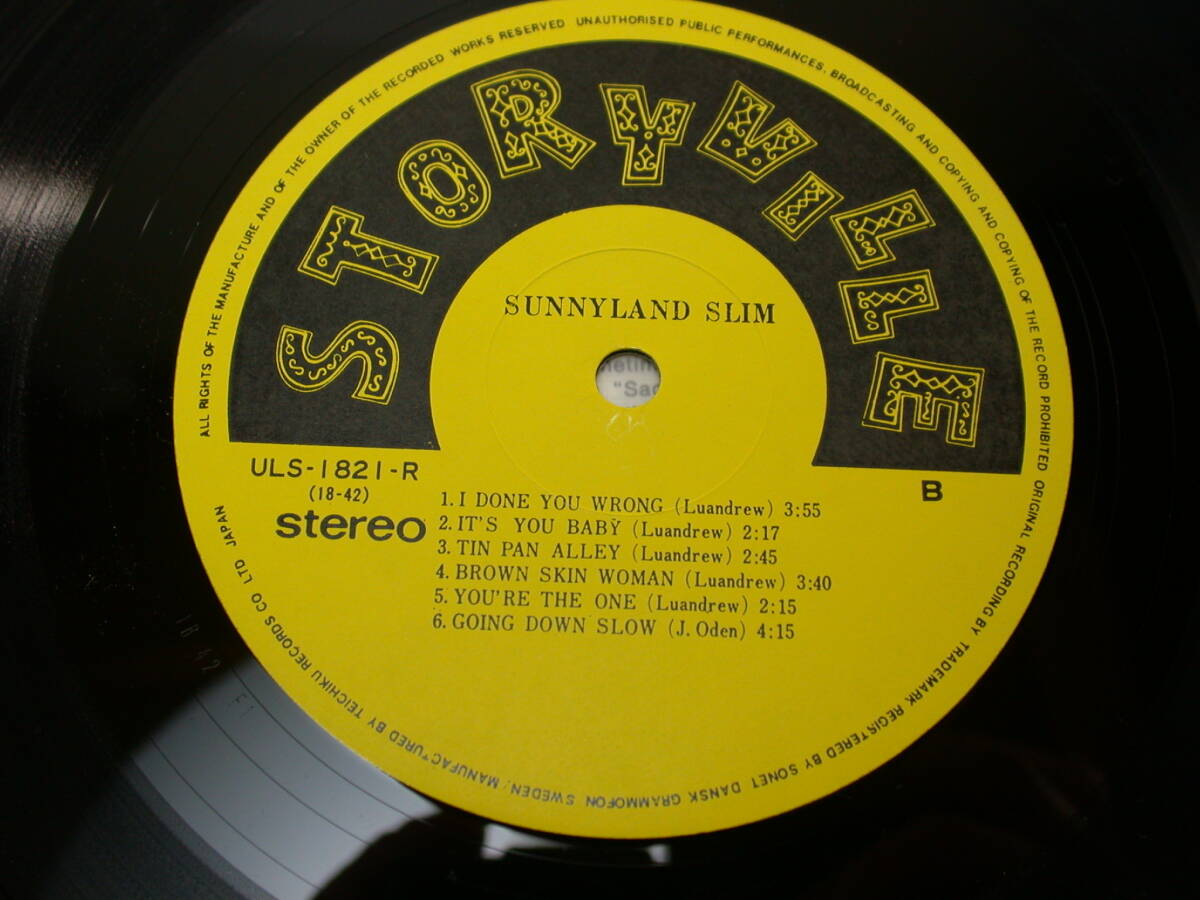 ALL RIGHTS OF THE MANUFACTURE AND OF THE OWNER OF THE RECORDED WORKS RESERVED UNAUTHORISED PUBLIC PERFORMANCES. BROADCASTING AND COPYING AND COPYING OF THE RECORD PROHIBITED ORIGINAL RECORDING BY TRADEMARK REGISTERED BY SONET DANSK GRAMMOFON SWEDEN. MANUFACTURED BY TEICHIKU RECORDS CO. LTD JAPAN
STORYVILLE
SUNNYLAND SLIM
"Sa
ULS-1821-R
(18-42)
stereo
B
1. I DONE YOU WRONG (Luandrew) 3:55
2. IT'S YOU BABY (Luandrew) 2:17
3. TIN PAN ALLEY (Luandrew) 2:45
4. BROWN SKIN WOMAN (Luandrew) 3:40
5. YOU'RE THE ONE (Luandrew) 2:15
6. GOING DOWN SLOW (J. Oden) 4:15